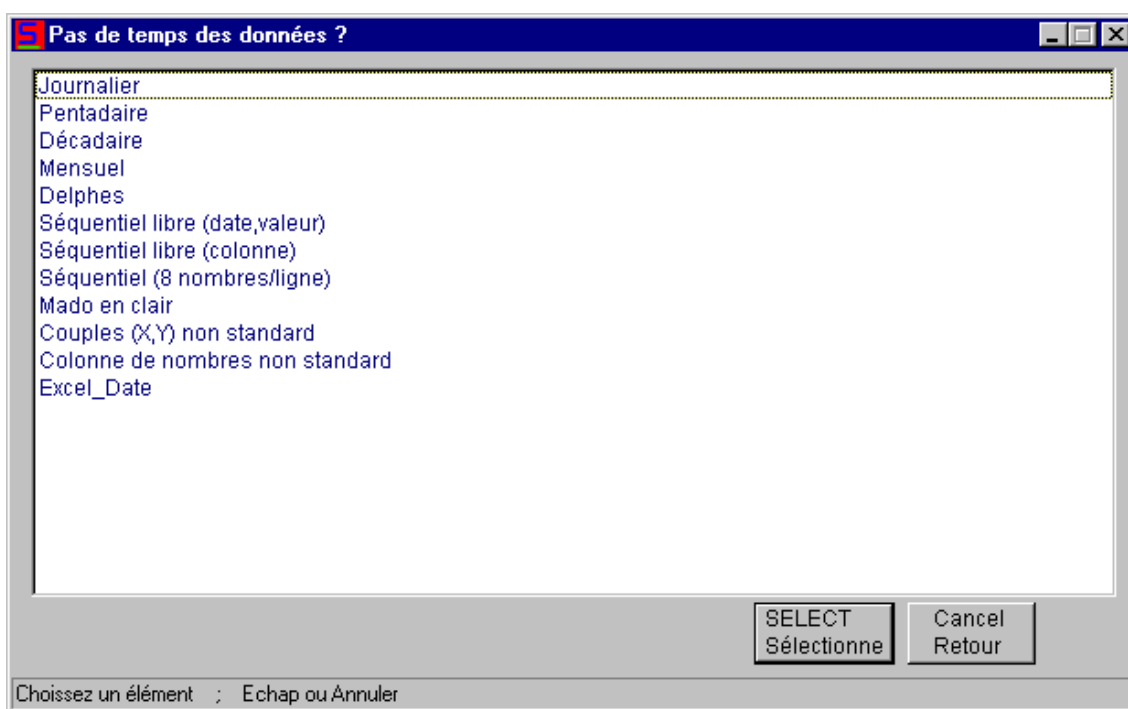 S Pas de temps des données ?
Journalier
Pentadaire
Décadaire
Mensuel
Delphes
Séquentiel libre (date,valeur)
Séquentiel libre (colonne)
Séquentiel (8 nombres/ligne)
Mado en clair
Couples (X,Y) non standard
Colonne de nombres non standard
Excel_Date
SELECT
Sélectionne
Cancel
Retour
Choissez un élément ; Echap ou Annuler